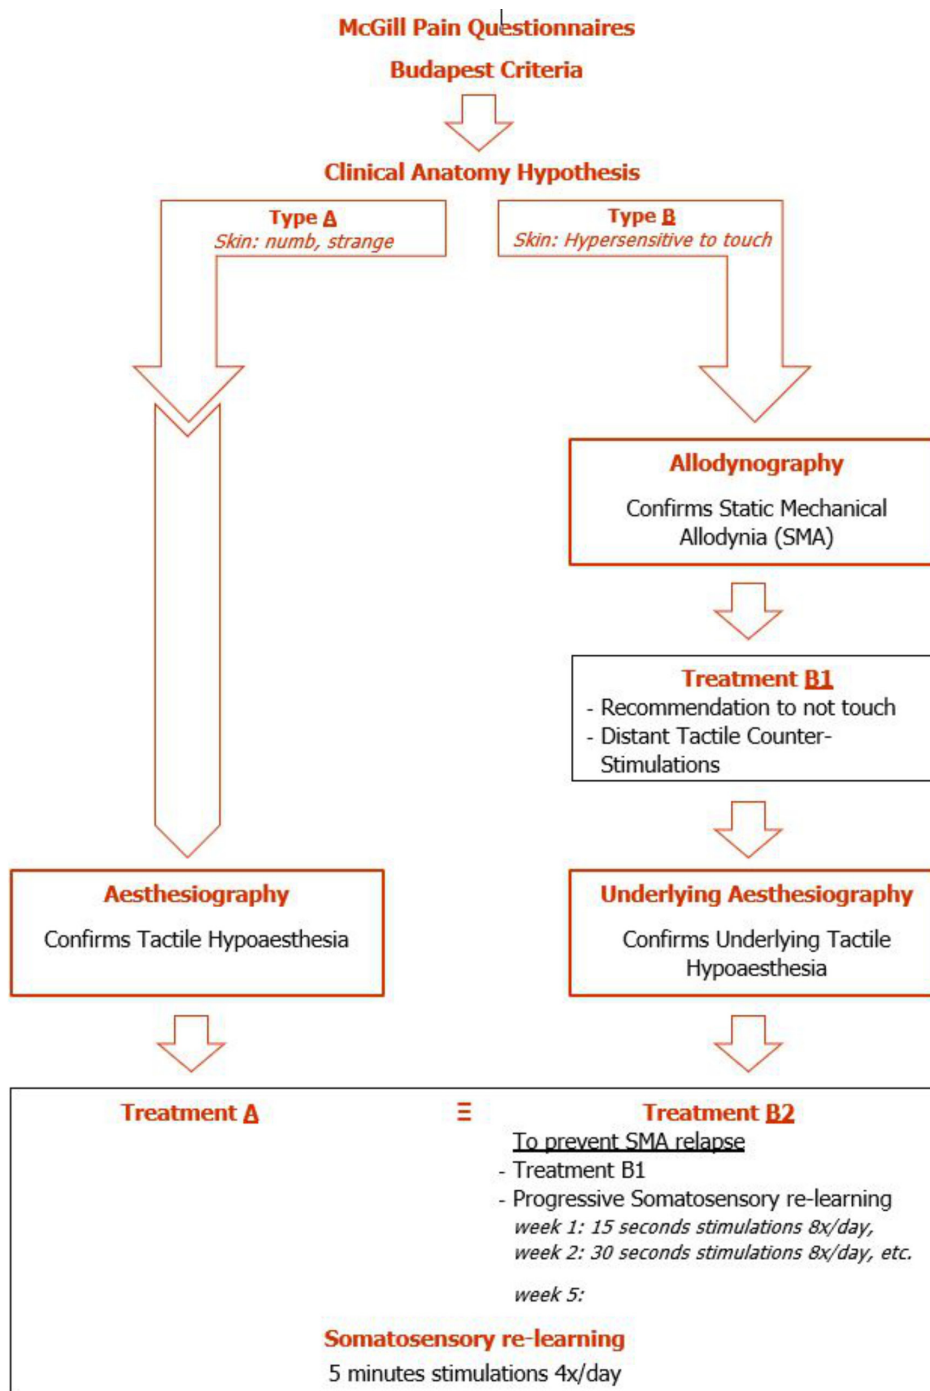 McGill Pain Questionnaires
Budapest Criteria
Clinical Anatomy Hypothesis
Type A
Skin: numb, strange
Type B
Skin: Hypersensitive to touch
Allodynography
Confirms Static Mechanical
Allodynia (SMA)
Treatment B1
- Recommendation to not touch
- Distant Tactile Counter-
Stimulations
Aesthesiography
Confirms Tactile Hypoaesthesia
Underlying Aesthesiography
Confirms Underlying Tactile
Hypoaesthesia
Treatment A
≡
Treatment B2
To prevent SMA relapse
- Treatment B1
- Progressive Somatosensory re-learning
week 1: 15 seconds stimulations 8x/day,
week 2: 30 seconds stimulations 8x/day, etc.
week 5:
Somatosensory re-learning
5 minutes stimulations 4x/day